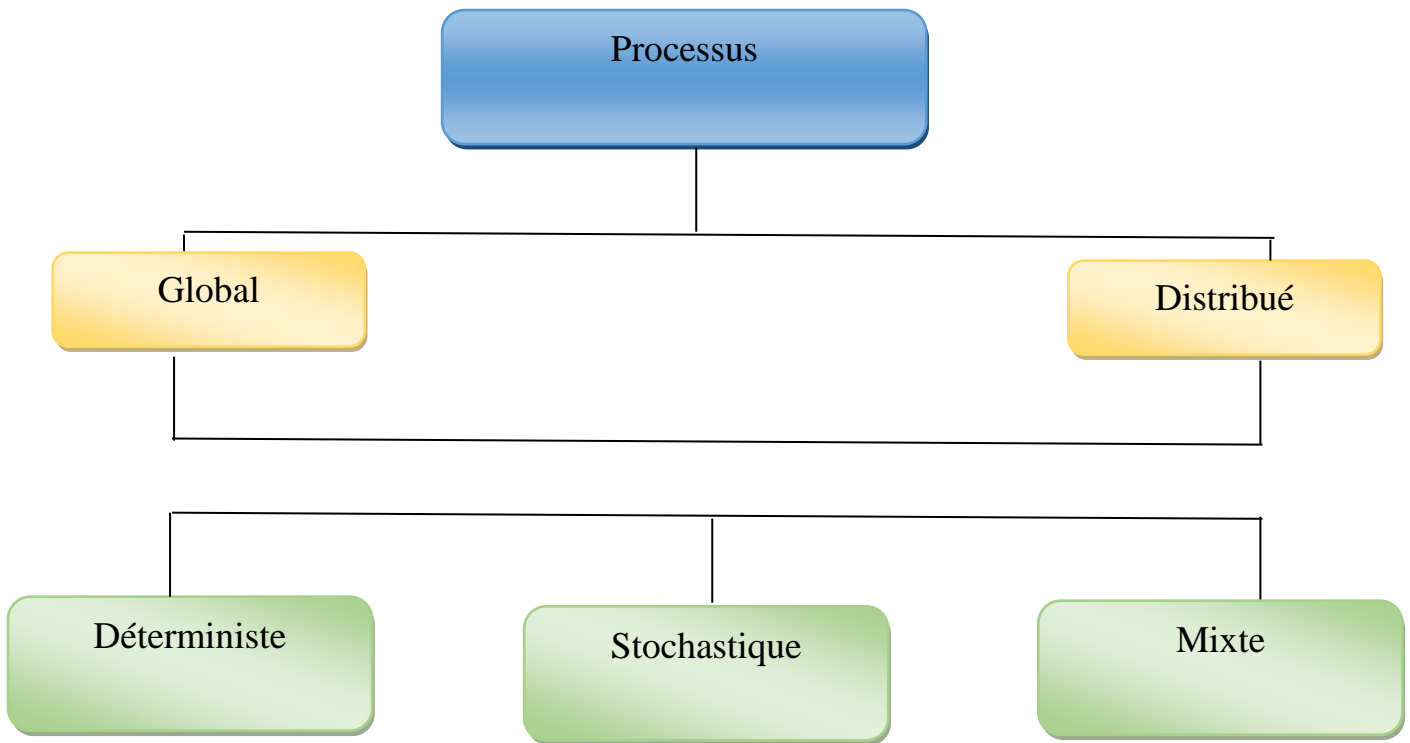 Processus
Global
Distribué
Déterministe
Stochastique
Mixte